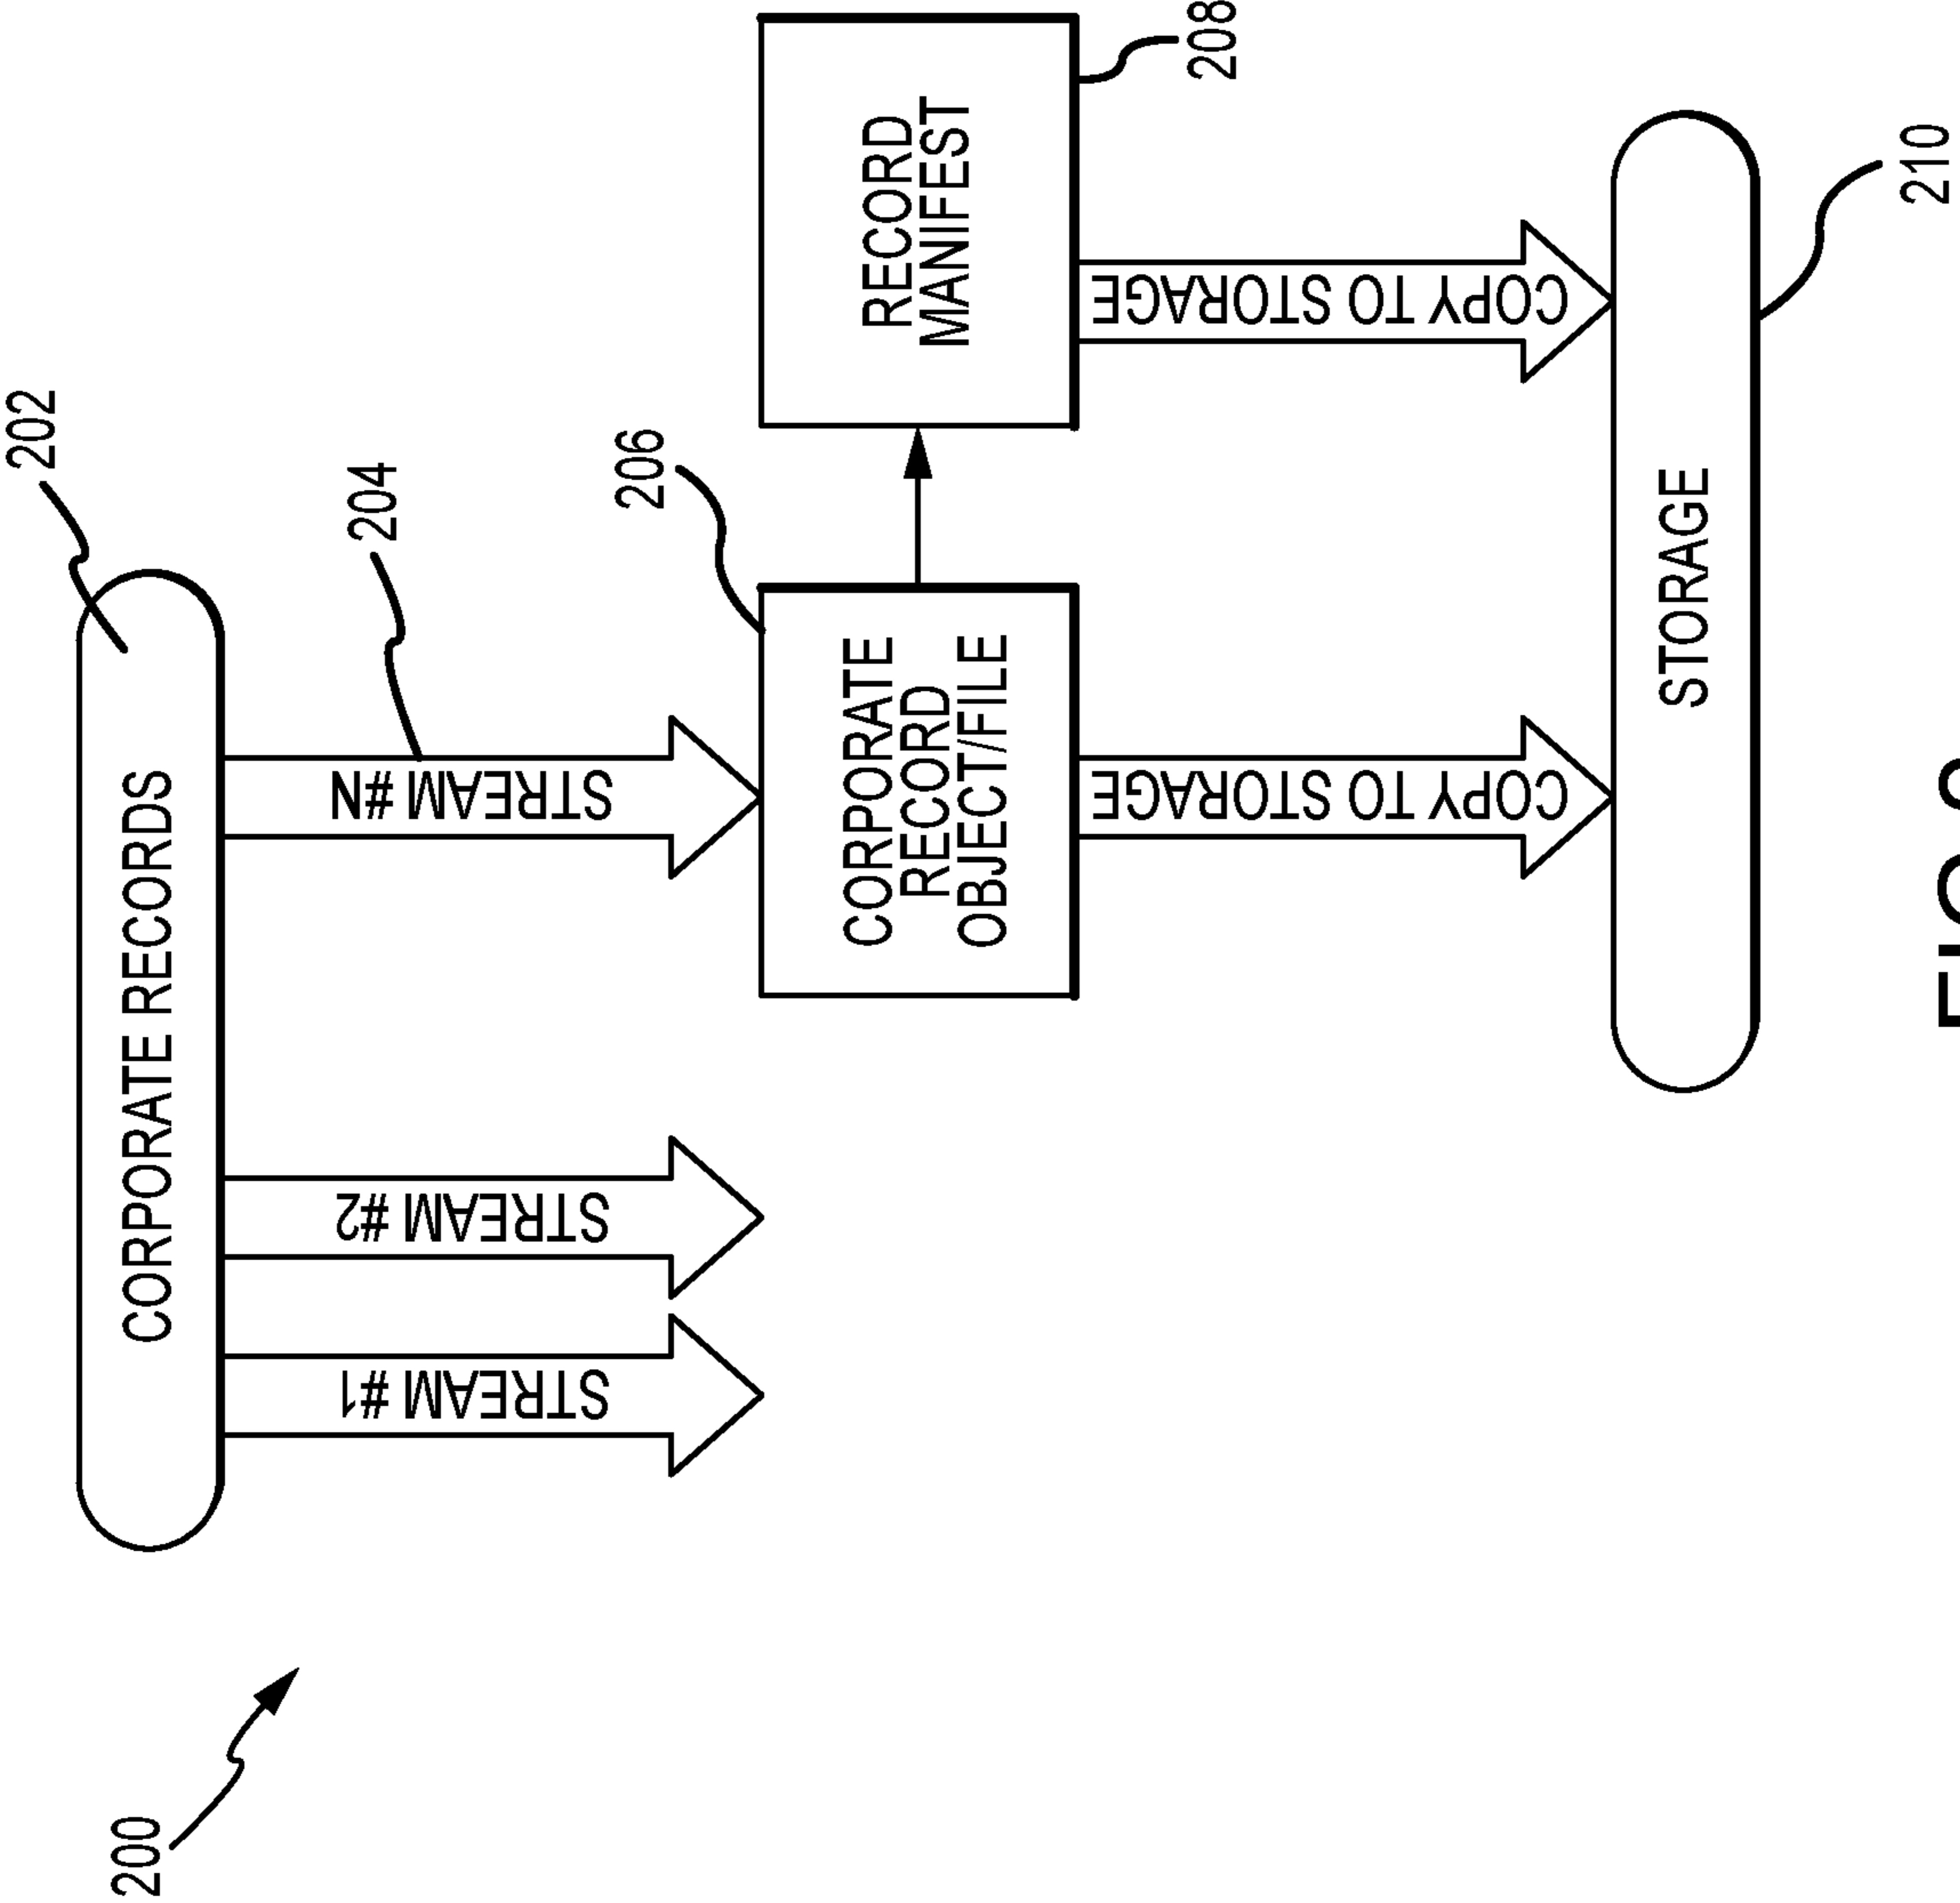 200
202
CORPORATE RECORDS
204
STREAM #1
STREAM #2
STREAM #N
206
CORPORATE
RECORD
OBJECT/FILE
RECORD
MANIFEST
208
COPY TO STORAGE
COPY TO STORAGE
STORAGE
210